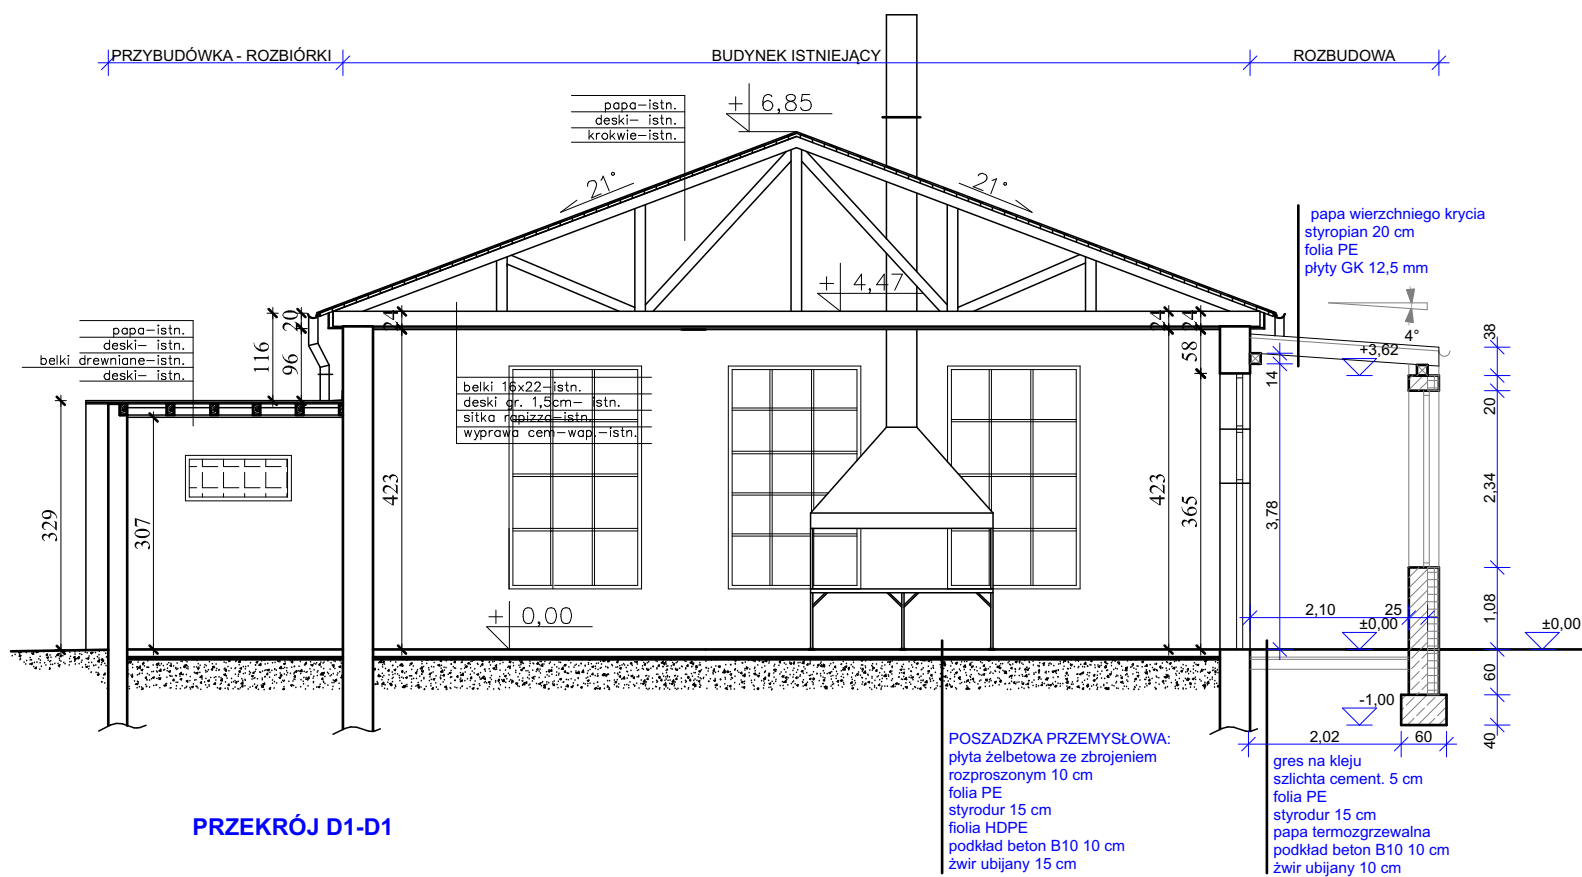 PRZYBUDÓWKA - ROZBIÓRKI
BUDYNEK ISTNIEJĄCY
ROZBUDOWA
papa-istn.
deski- istn.
krokwie-istn.
+ 6,85
21°
21°
papa wierzchniego krycia
styropian 20 cm
folia PE
płyty GK 12,5 mm
+ 4,47
4°
papa-istn.
deski- istn.
belki drewniane-istn.
deski- istn.
116
20
96
24
24
24
58
14
+3,62
38
belki 16x22-istn.
deski gr. 1,5cm- istn.
sitka rapizza-istn.
wyprawa cem-wap.-istn.
20
329
307
423
423
365
3,78
2,34
+ 0,00
2,10
25
±0,00
1,08
±0,00
60
-1,00
40
2,02
60
POSZADZKA PRZEMYSŁOWA:
płyta żelbetowa ze zbrojeniem
rozproszonym 10 cm
folia PE
styrodur 15 cm
fiolia HDPE
podkład beton B10 10 cm
żwir ubijany 15 cm
gres na kleju
szlichta cement. 5 cm
folia PE
styrodur 15 cm
papa termozgrzewalna
podkład beton B10 10 cm
żwir ubijany 10 cm
PRZEKRÓJ D1-D1